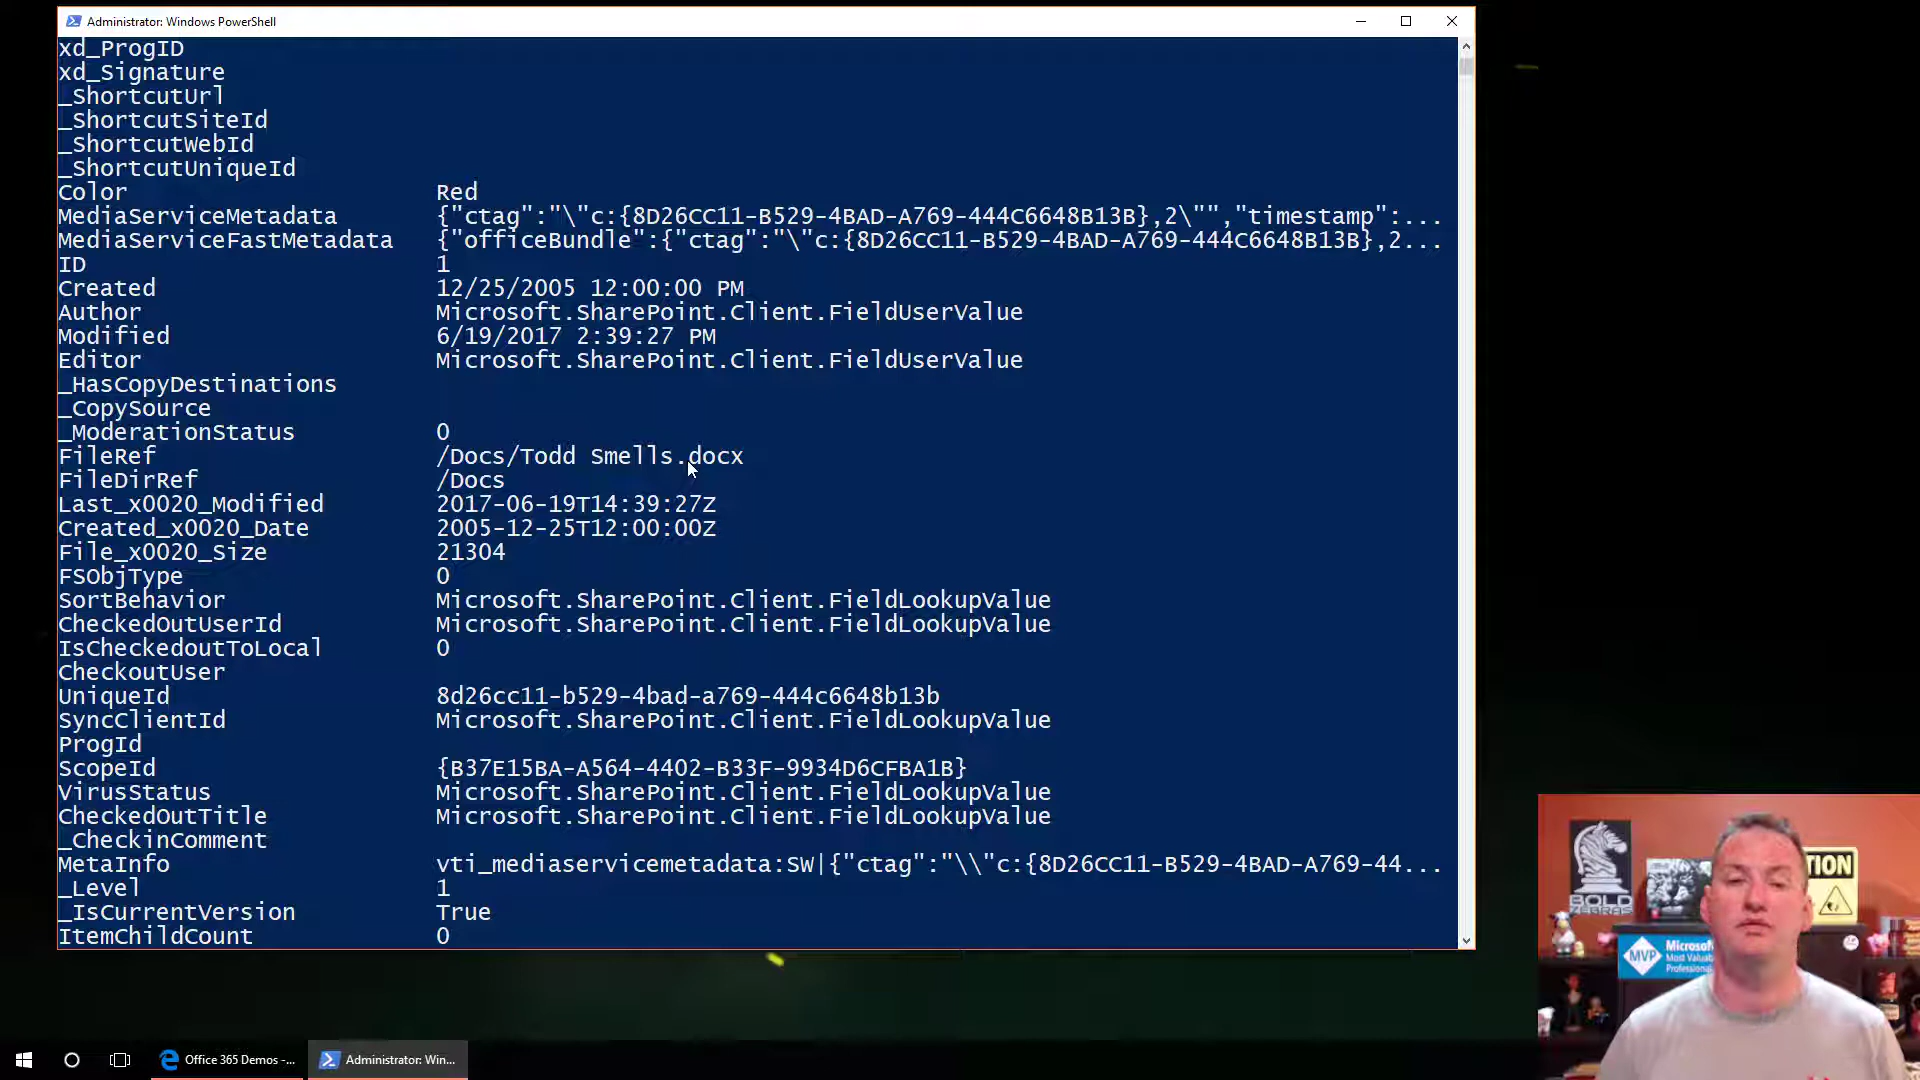 Administrator: Windows PowerShell
xd_ProgID
xd_Signature
_ShortcutUrl
_ShortcutSiteId
_ShortcutWebId
_ShortcutUniqueId
Color Red
MediaServiceMetadata {"ctag":"\"c:{8D26CC11-B529-4BAD-A769-444C6648B13B},2\"","timestamp":...
MediaServiceFastMetadata {"officeBundle":{"ctag":"\"c:{8D26CC11-B529-4BAD-A769-444C6648B13B},2...
ID 1
Created 12/25/2005 12:00:00 PM
Author Microsoft.SharePoint.Client.FieldUserValue
Modified 6/19/2017 2:39:27 PM
Editor Microsoft.SharePoint.Client.FieldUserValue
_HasCopyDestinations
_CopySource
_ModerationStatus 0
FileRef /Docs/Todd Smells.docx
FileDirRef /Docs
Last_x0020_Modified 2017-06-19T14:39:27Z
Created_x0020_Date 2005-12-25T12:00:00Z
File_x0020_Size 21304
FSObjType 0
SortBehavior Microsoft.SharePoint.Client.FieldLookupValue
CheckedOutUserId Microsoft.SharePoint.Client.FieldLookupValue
IsCheckedoutToLocal 0
CheckoutUser
UniqueId 8d26cc11-b529-4bad-a769-444c6648b13b
SyncClientId Microsoft.SharePoint.Client.FieldLookupValue
ProgId
ScopeId {B37E15BA-A564-4402-B33F-9934D6CFBA1B}
VirusStatus Microsoft.SharePoint.Client.FieldLookupValue
CheckedOutTitle Microsoft.SharePoint.Client.FieldLookupValue
_CheckinComment
MetaInfo vti_mediaservicemetadata:SW|{"ctag":"\\"c:{8D26CC11-B529-4BAD-A769-44...
_Level 1
_IsCurrentVersion True
ItemChildCount 0
BOLD
ZEBRAS
MVP
Most Valuab
Professional
Office 365 Demos -...
Administrator: Win...